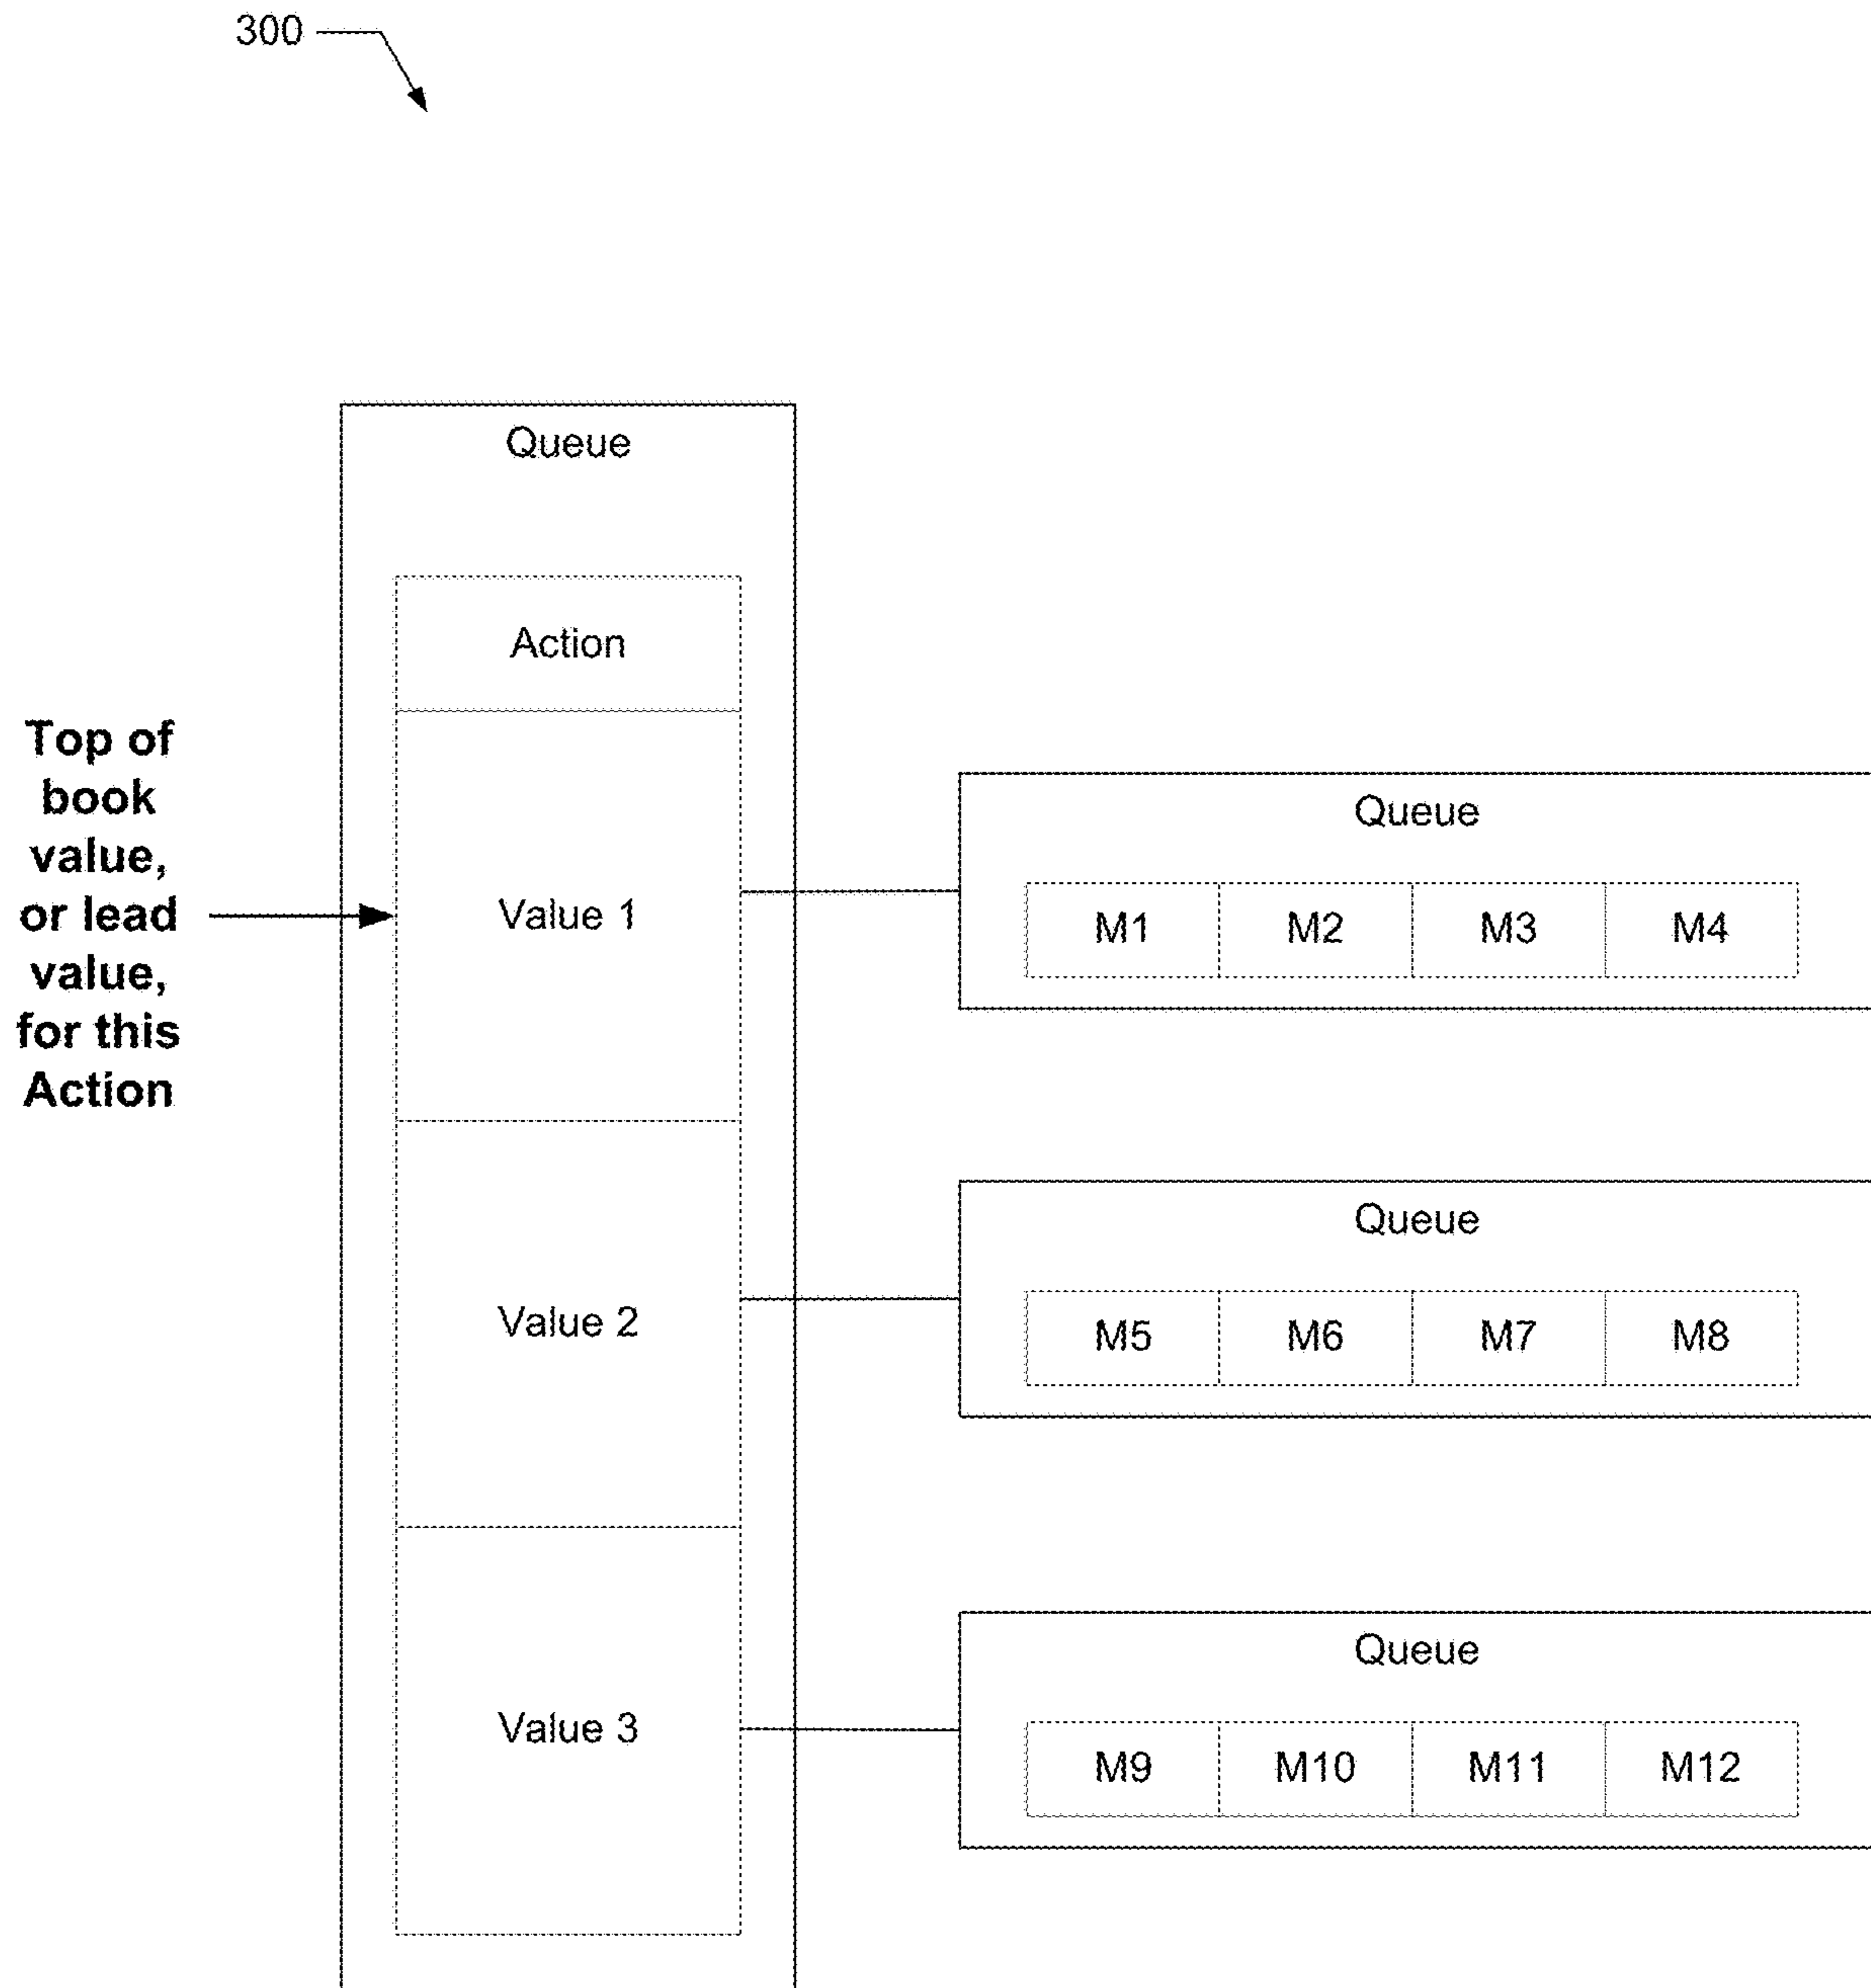 300
Queue
Action
Top of
book
value,
or lead
value,
for this
Action
Value 1
Queue
M1 M2 M3 M4
Value 2
Queue
M5 M6 M7 M8
Value 3
Queue
M9 M10 M11 M12